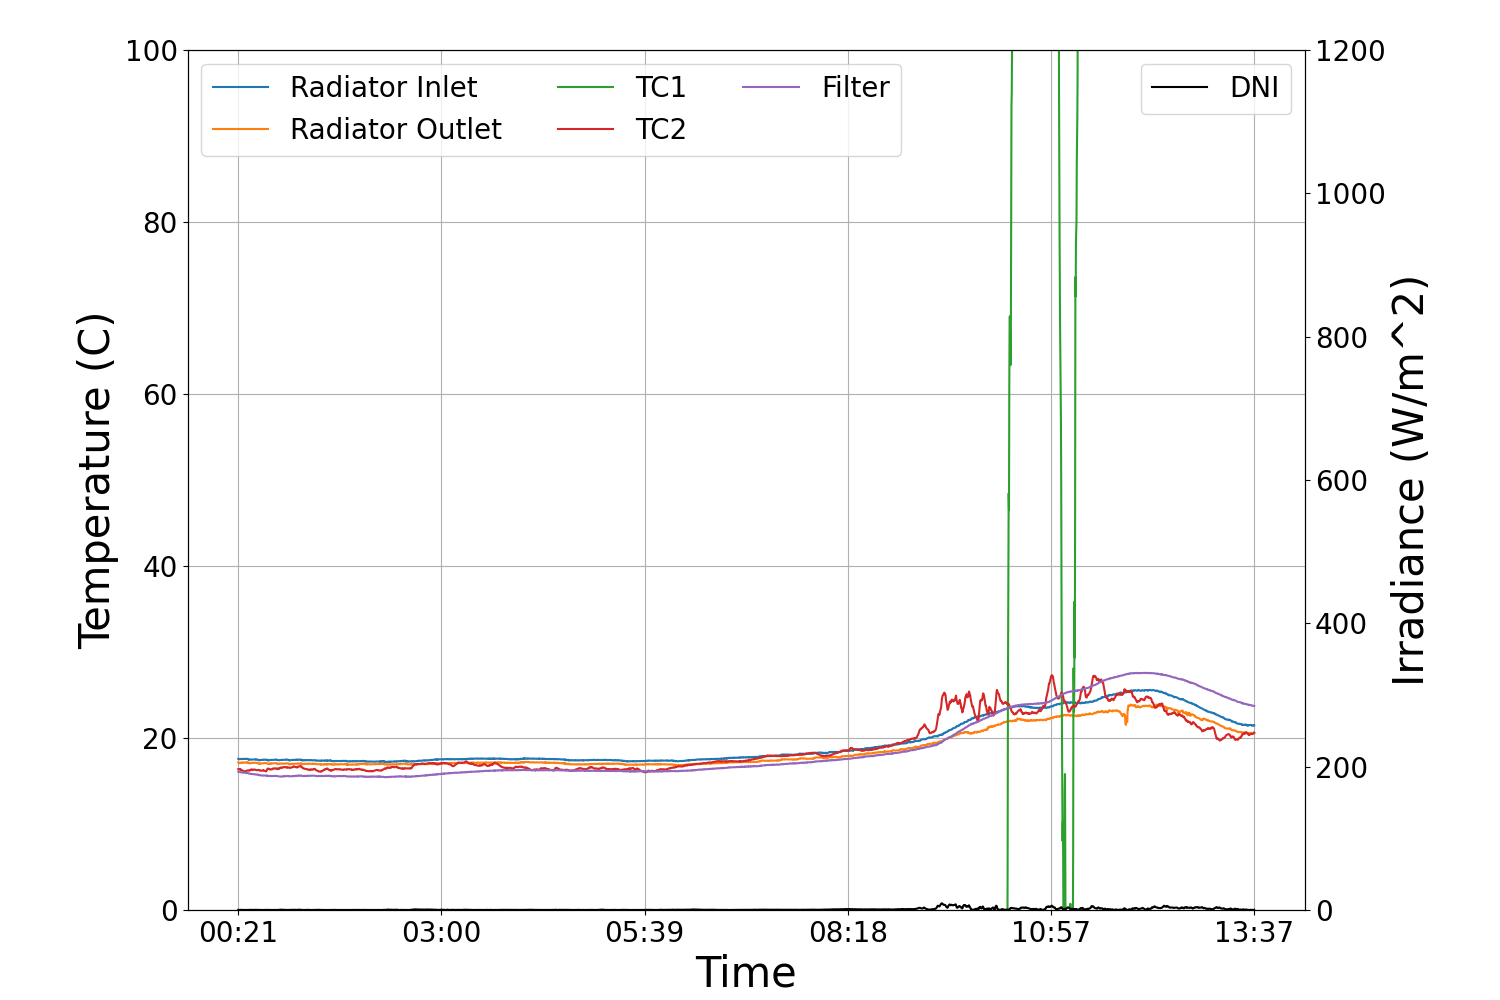 100
80
60
40
20
0
Temperature (C)
Radiator Inlet
Radiator Outlet
TC1
TC2
Filter
DNI
1200
1000
800
600
400
200
0
Irradiance (W/m^2)
00:21 03:00 05:39 08:18 10:57 13:37
Time